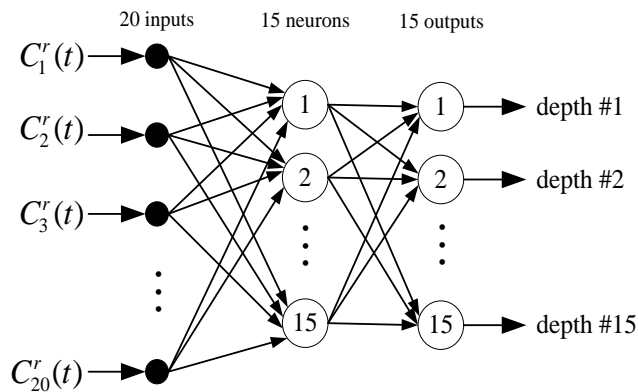 20 inputs 15 neurons 15 outputs
C₁ʳ(t)
1 1 depth #1
C₂ʳ(t)
2 2 depth #2
C₃ʳ(t)
15 15 depth #15
C₂₀ʳ(t)